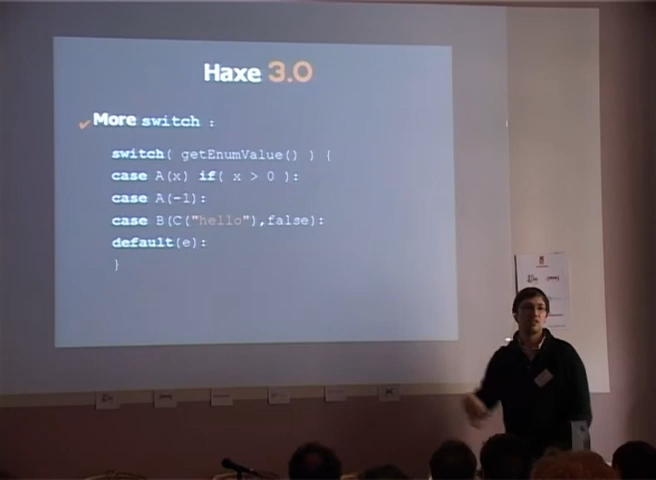 Haxe 3.0
More switch :
switch( getEnumValue() ) {
case A(x) if( x > 0 ):
case A(-1):
case B(C("hello"),false):
default(e):
}